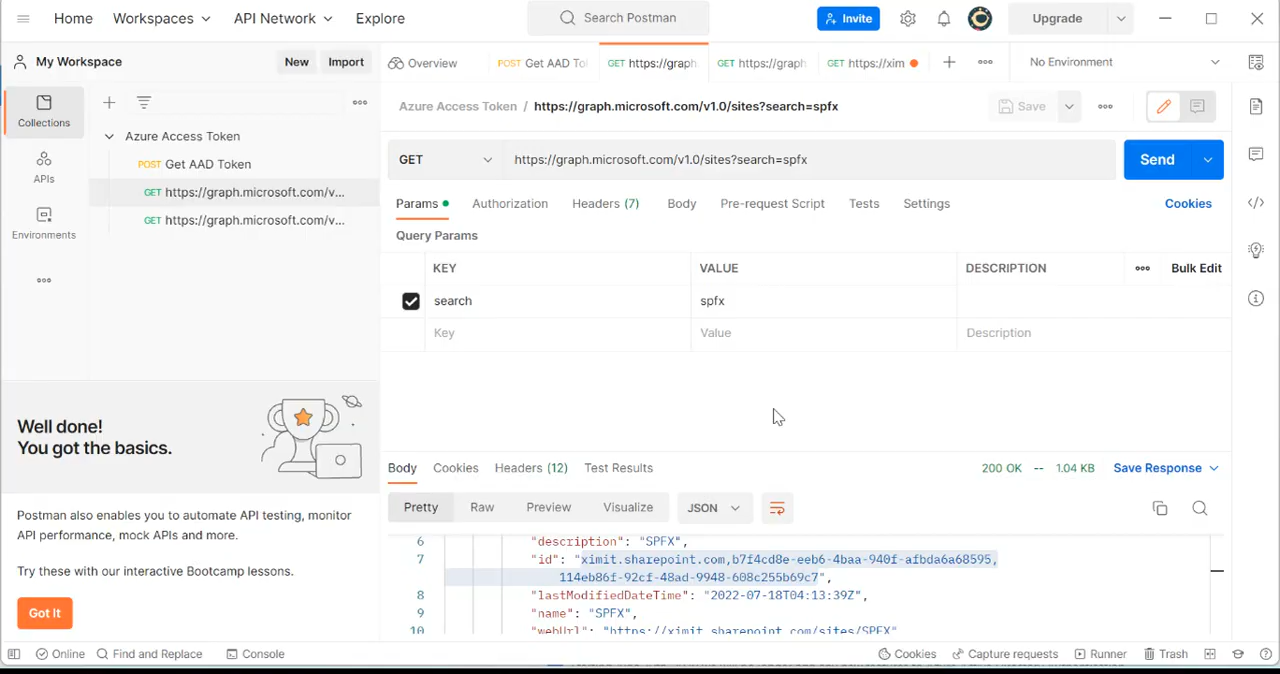 Home Workspaces API Network Explore Search Postman Invite Upgrade
My Workspace New Import Overview POST Get AAD To GET https://graph. GET https://graph GET https://xim No Environment
Collections
APIs
Environments
Azure Access Token
POST Get AAD Token
GET https://graph.microsoft.com/v...
GET https://graph.microsoft.com/v...
Well done!
You got the basics.
Postman also enables you to automate API testing, monitor
API performance, mock APIs and more.
Try these with our interactive Bootcamp lessons.
Got It
Azure Access Token / https://graph.microsoft.com/v1.0/sites?search=spfx Save
GET https://graph.microsoft.com/v1.0/sites?search=spfx Send
Params Authorization Headers (7) Body Pre-request Script Tests Settings Cookies
Query Params
KEY VALUE DESCRIPTION Bulk Edit
search spfx
Key Value Description
Body Cookies Headers (12) Test Results 200 OK -- 1.04 KB Save Response
Pretty Raw Preview Visualize JSON
6 "description": "SPFX",
7 "id": "ximit.sharepoint.com,b7f4cd8e-eeb6-4baa-940f-afbda6a68595,
114eb86f-92cf-48ad-9948-608c255b69c7",
8 "lastModifiedDateTime": "2022-07-18T04:13:39Z",
9 "name": "SPFX",
10 "webUrl": "https://ximit.sharepoint.com/sites/SPFX"
Online Find and Replace Console Cookies Capture requests Runner Trash